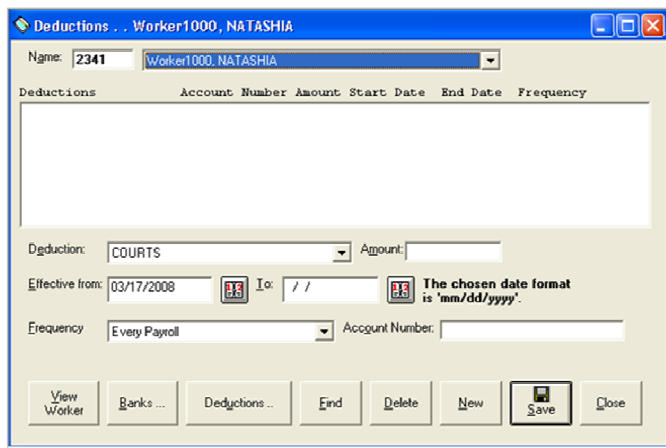 Deductions . . Worker1000, NATASHIA
Name: 2341 Worker1000, NATASHIA
Deductions Account Number Amount Start Date End Date Frequency
Deduction: COURTS Amount:
Effective from: 03/17/2008 To: / / The chosen date format
is 'mm/dd/yyyy'.
Frequency Every Payroll Account Number:
View
Worker
Banks ...
Deductions ..
Find
Delete
New
Save
Close